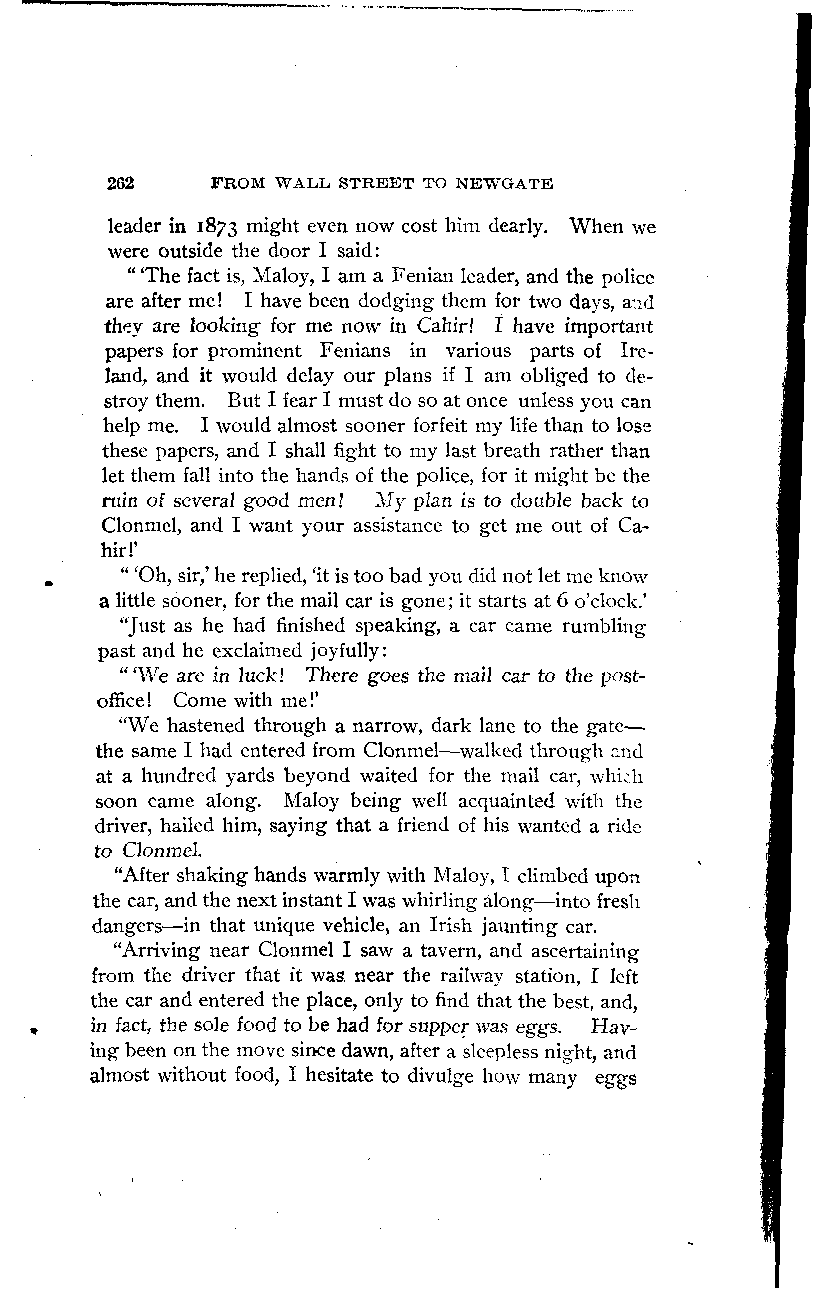 262 FROM WALL STREET TO NEWGATE
leader in 1873 might even now cost him dearly. When we
were outside the door I said:
" 'The fact is, Maloy, I am a Fenian leader, and the police
are after me! I have been dodging them for two days, and
they are looking for me now in Cahir! I have important
papers for prominent Fenians in various parts of Ire-
land, and it would delay our plans if I am obliged to de-
stroy them. But I fear I must do so at once unless you can
help me. I would almost sooner forfeit my life than to lose
these papers, and I shall fight to my last breath rather than
let them fall into the hands of the police, for it might be the
ruin of several good men! My plan is to double back to
Clonmel, and I want your assistance to get me out of Ca-
hir!'
" 'Oh, sir,' he replied, 'it is too bad you did not let me know
a little sooner, for the mail car is gone; it starts at 6 o'clock.'
"Just as he had finished speaking, a car came rumbling
past and he exclaimed joyfully:
" 'We are in luck! There goes the mail car to the post-
office! Come with me!'
"We hastened through a narrow, dark lane to the gate—
the same I had entered from Clonmel—walked through and
at a hundred yards beyond waited for the mail car, which
soon came along. Maloy being well acquainted with the
driver, hailed him, saying that a friend of his wanted a ride
to Clonmel.
"After shaking hands warmly with Maloy, I climbed upon
the car, and the next instant I was whirling along—into fresh
dangers—in that unique vehicle, an Irish jaunting car.
"Arriving near Clonmel I saw a tavern, and ascertaining
from the driver that it was near the railway station, I left
the car and entered the place, only to find that the best, and,
in fact, the sole food to be had for supper was eggs. Hav-
ing been on the move since dawn, after a sleepless night, and
almost without food, I hesitate to divulge how many eggs